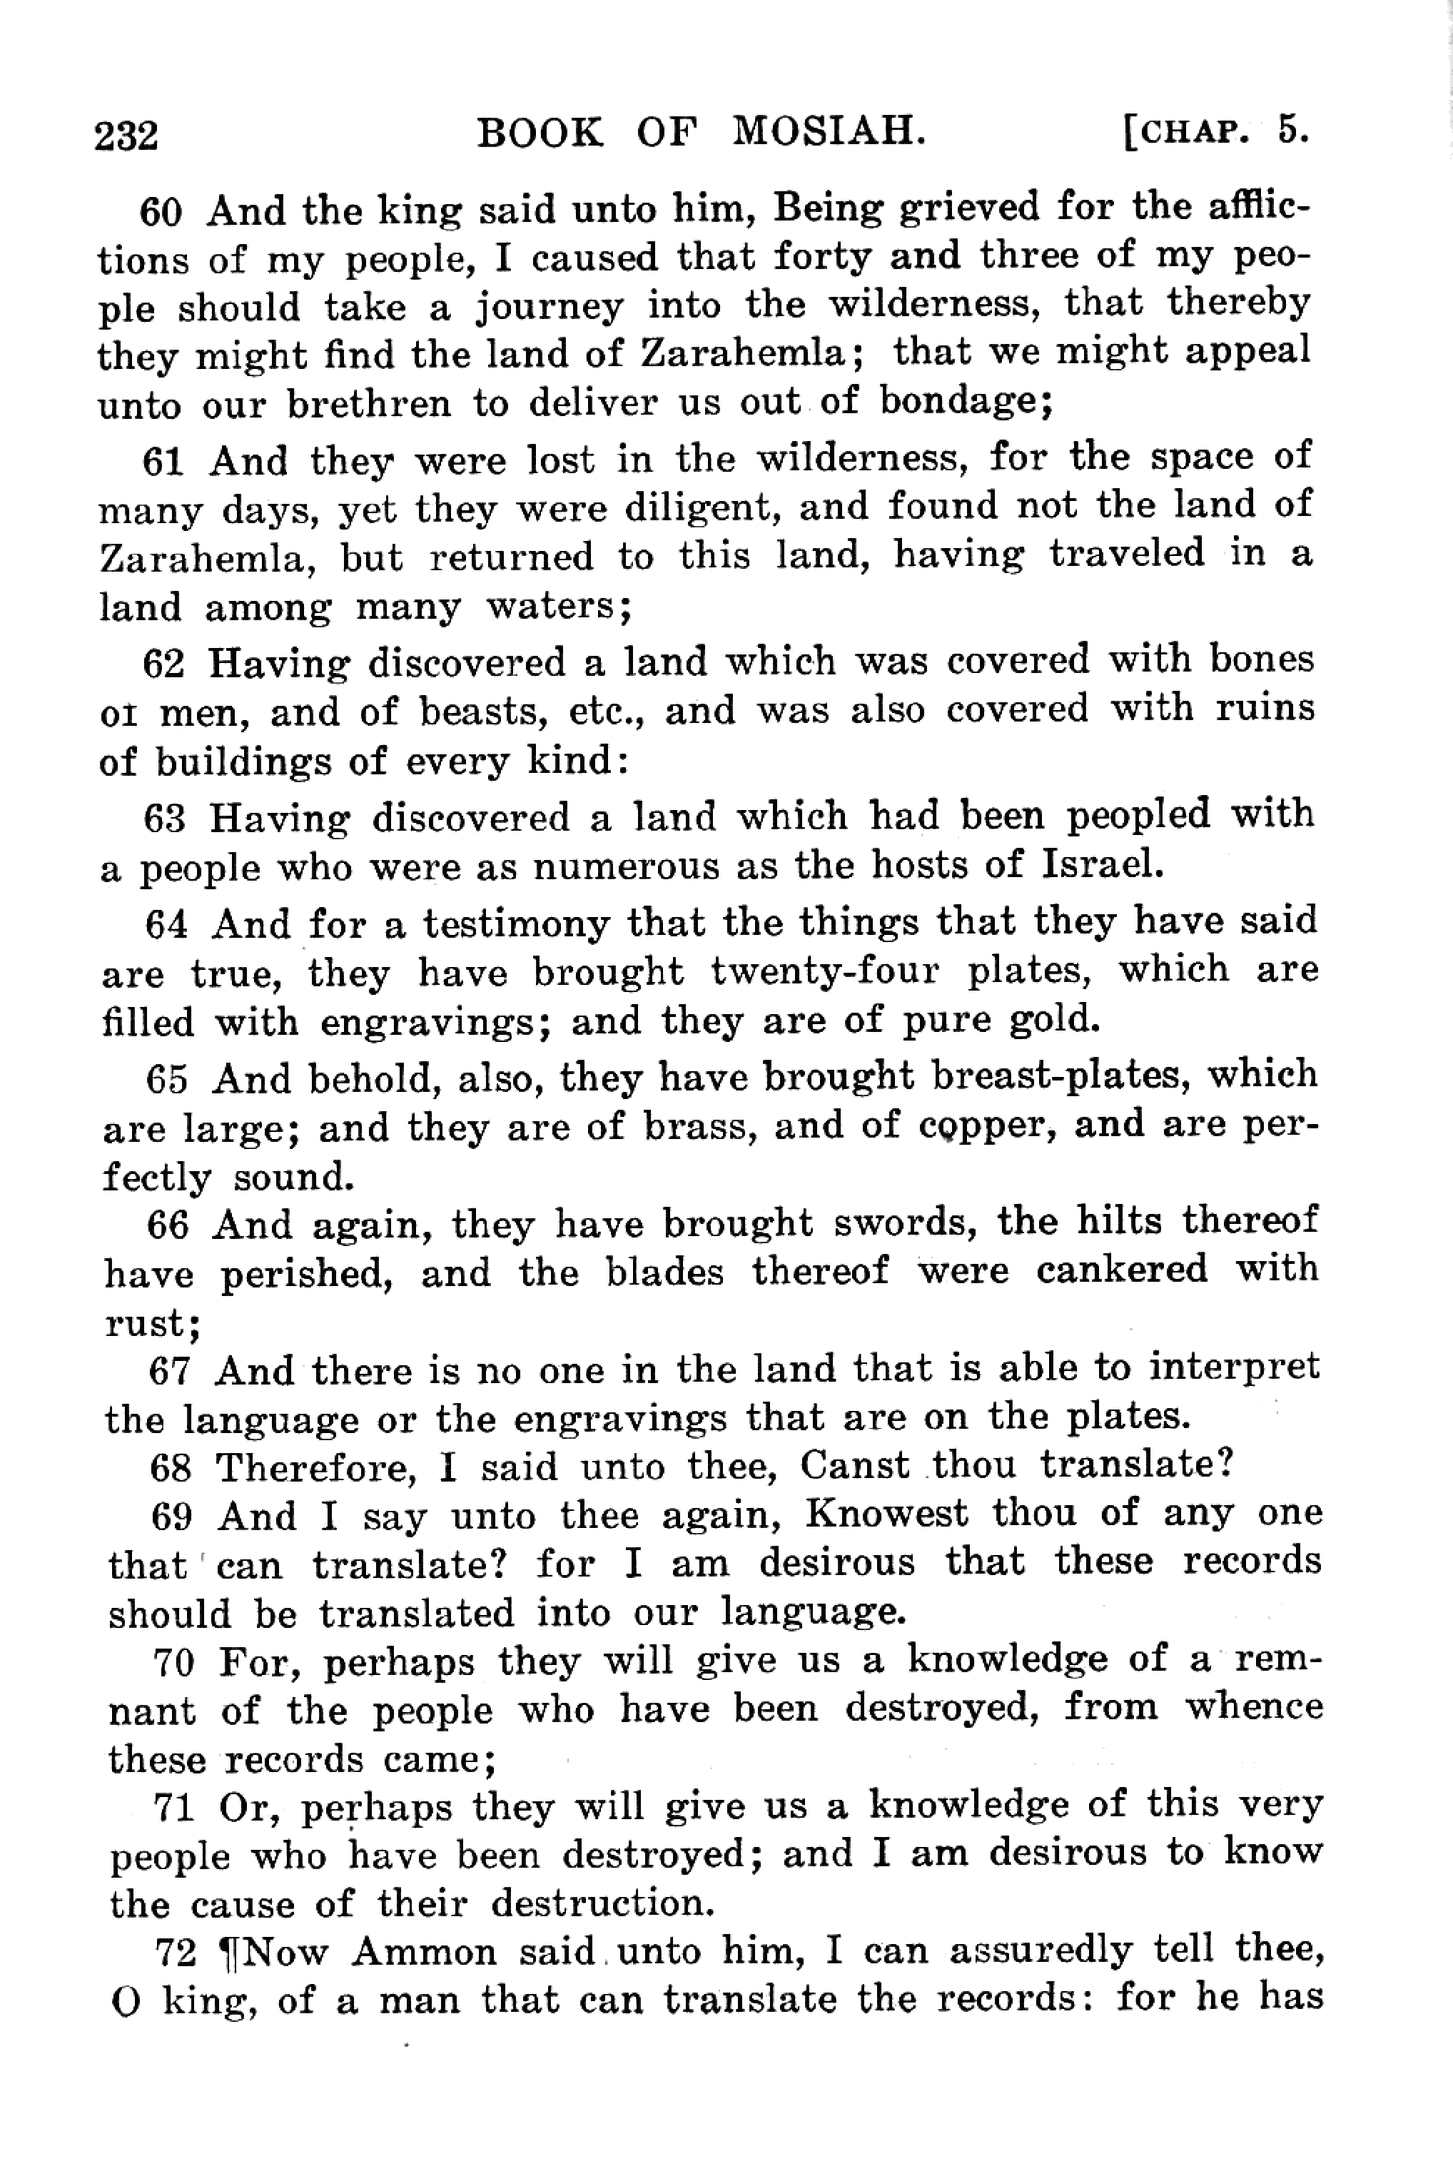 232 BOOK OF MOSIAH. [CHAP. 5.
60 And the king said unto him, Being grieved for the afflic-
tions of my people, I caused that forty and three of my peo-
ple should take a journey into the wilderness, that thereby
they might find the land of Zarahemla; that we might appeal
unto our brethren to deliver us out of bondage;
61 And they were lost in the wilderness, for the space of
many days, yet they were diligent, and found not the land of
Zarahemla, but returned to this land, having traveled in a
land among many waters;
62 Having discovered a land which was covered with bones
of men, and of beasts, etc., and was also covered with ruins
of buildings of every kind:
63 Having discovered a land which had been peopled with
a people who were as numerous as the hosts of Israel.
64 And for a testimony that the things that they have said
are true, they have brought twenty-four plates, which are
filled with engravings; and they are of pure gold.
65 And behold, also, they have brought breast-plates, which
are large; and they are of brass, and of copper, and are per-
fectly sound.
66 And again, they have brought swords, the hilts thereof
have perished, and the blades thereof were cankered with
rust;
67 And there is no one in the land that is able to interpret
the language or the engravings that are on the plates.
68 Therefore, I said unto thee, Canst thou translate?
69 And I say unto thee again, Knowest thou of any one
that can translate? for I am desirous that these records
should be translated into our language.
70 For, perhaps they will give us a knowledge of a rem-
nant of the people who have been destroyed, from whence
these records came;
71 Or, perhaps they will give us a knowledge of this very
people who have been destroyed; and I am desirous to know
the cause of their destruction.
72 ¶Now Ammon said unto him, I can assuredly tell thee,
O king, of a man that can translate the records: for he has